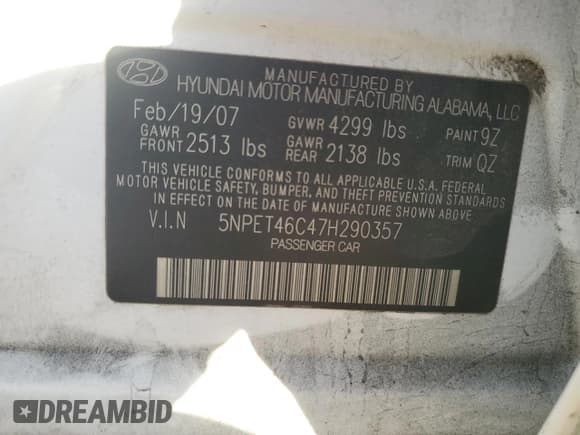 MANUFACTURED BY
HYUNDAI MOTOR MANUFACTURING ALABAMA, LLC
Feb/19/07 GVWR 4299 lbs PAINT 9Z
GAWR FRONT 2513 lbs GAWR REAR 2138 lbs TRIM QZ
THIS VEHICLE CONFORMS TO ALL APPLICABLE U.S.A. FEDERAL
MOTOR VEHICLE SAFETY, BUMPER, AND THEFT PREVENTION STANDARDS
IN EFFECT ON THE DATE OF MANUFACTURE SHOWN ABOVE.
V.I.N 5NPET46C47H290357
PASSENGER CAR
DREAMBID